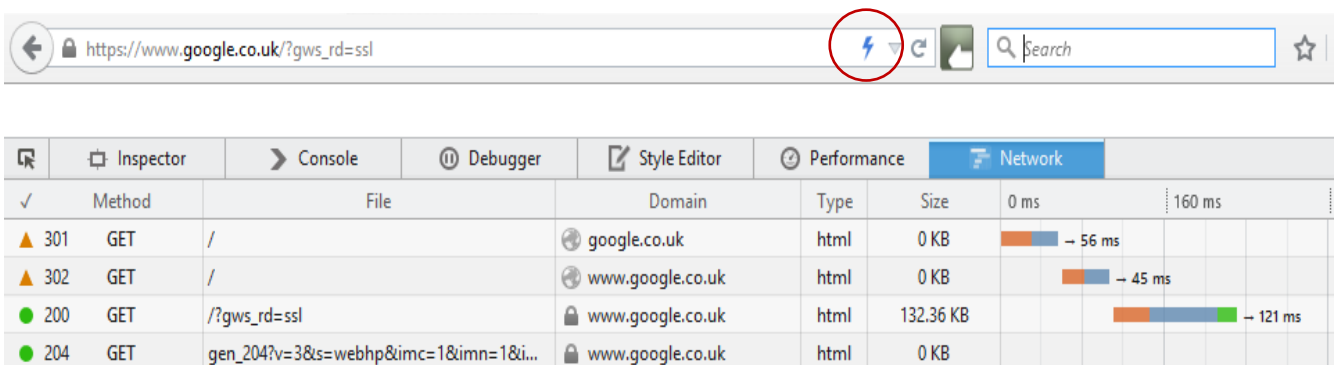 https://www.google.co.uk/?gws_rd=ssl Search
Inspector Console Debugger Style Editor Performance Network
✓ Method File Domain Type Size 0 ms 160 ms
301 GET / google.co.uk html 0 KB → 56 ms
302 GET / www.google.co.uk html 0 KB → 45 ms
200 GET /?gws_rd=ssl www.google.co.uk html 132.36 KB → 121 ms
204 GET gen_204?v=3&s=webhp&imc=1&imn=1&i... www.google.co.uk html 0 KB